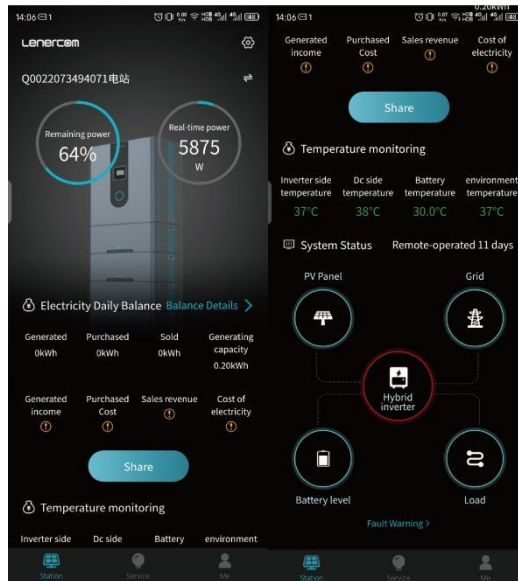 14:06
1
Lenercom
Q0022073494071电站
Remaining power
64%
Real-time power
5875
W
Electricity Daily Balance Balance Details >
Generated Purchased Sold Generating capacity
0kWh 0kWh 0kWh 0.20kWh
Generated income Purchased Cost Sales revenue Cost of electricity
Share
Temperature monitoring
Inverter side Dc side Battery environment
Station Service Me
0.20kWh
14:06
1
Generated income Purchased Cost Sales revenue Cost of electricity
Share
Temperature monitoring
Inverter side temperature Dc side temperature Battery temperature environment temperature
37°C 38°C 30.0°C 37°C
System Status Remote-operated 11 days
PV Panel Grid
Hybrid
inverter
Battery level Load
Fault Warning >
Station Service Me